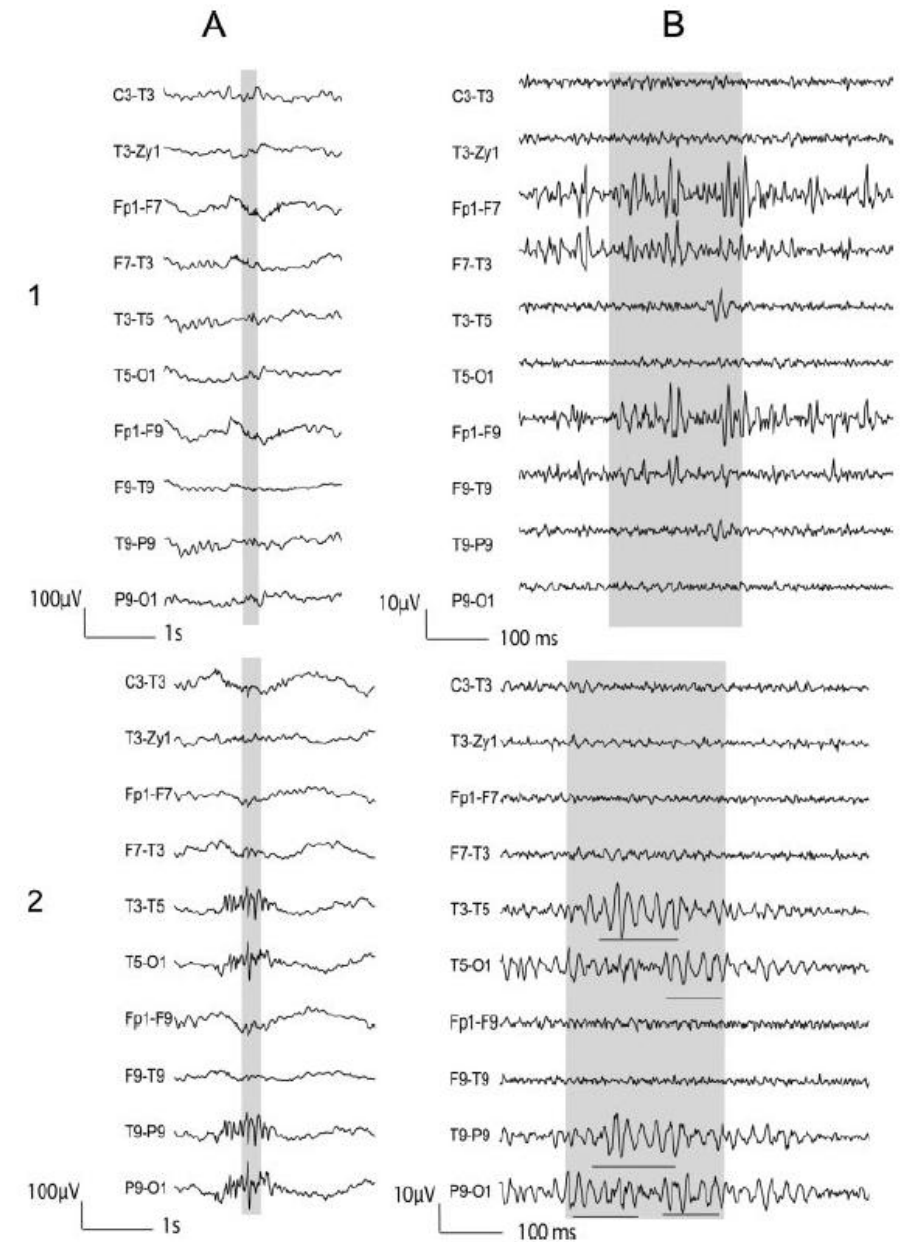 A B
C3-T3 C3-T3
T3-Zy1 T3-Zy1
Fp1-F7 Fp1-F7
F7-T3 F7-T3
1
T3-T5 T3-T5
T5-O1 T5-O1
Fp1-F9 Fp1-F9
F9-T9 F9-T9
T9-P9 T9-P9
P9-O1 P9-O1
100µV 1s 10µV 100 ms
C3-T3 C3-T3
T3-Zy1 T3-Zy1
Fp1-F7 Fp1-F7
F7-T3 F7-T3
2
T3-T5 T3-T5
T5-O1 T5-O1
Fp1-F9 Fp1-F9
F9-T9 F9-T9
T9-P9 T9-P9
P9-O1 P9-O1
100µV 1s 10µV 100 ms